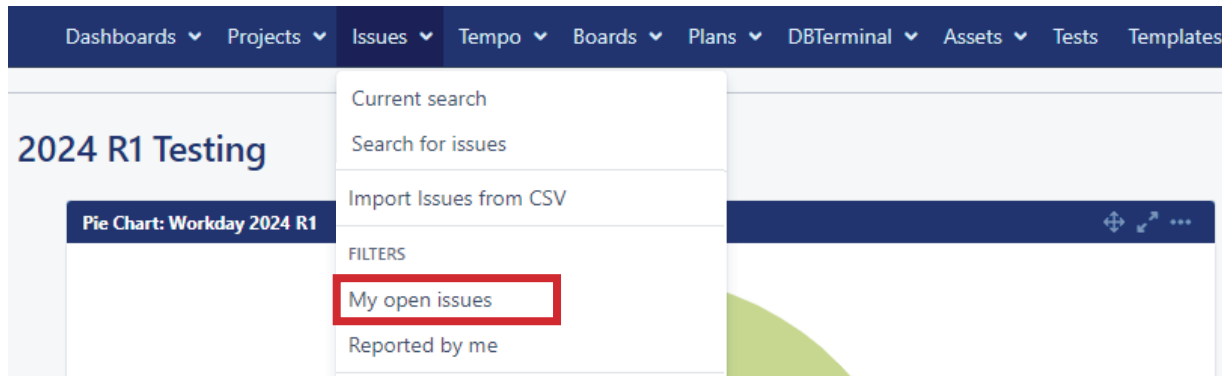 Dashboards Projects Issues Tempo Boards Plans DBTerminal Assets Tests Templates
Current search
Search for issues
2024 R1 Testing
Import Issues from CSV
Pie Chart: Workday 2024 R1
FILTERS
My open issues
Reported by me